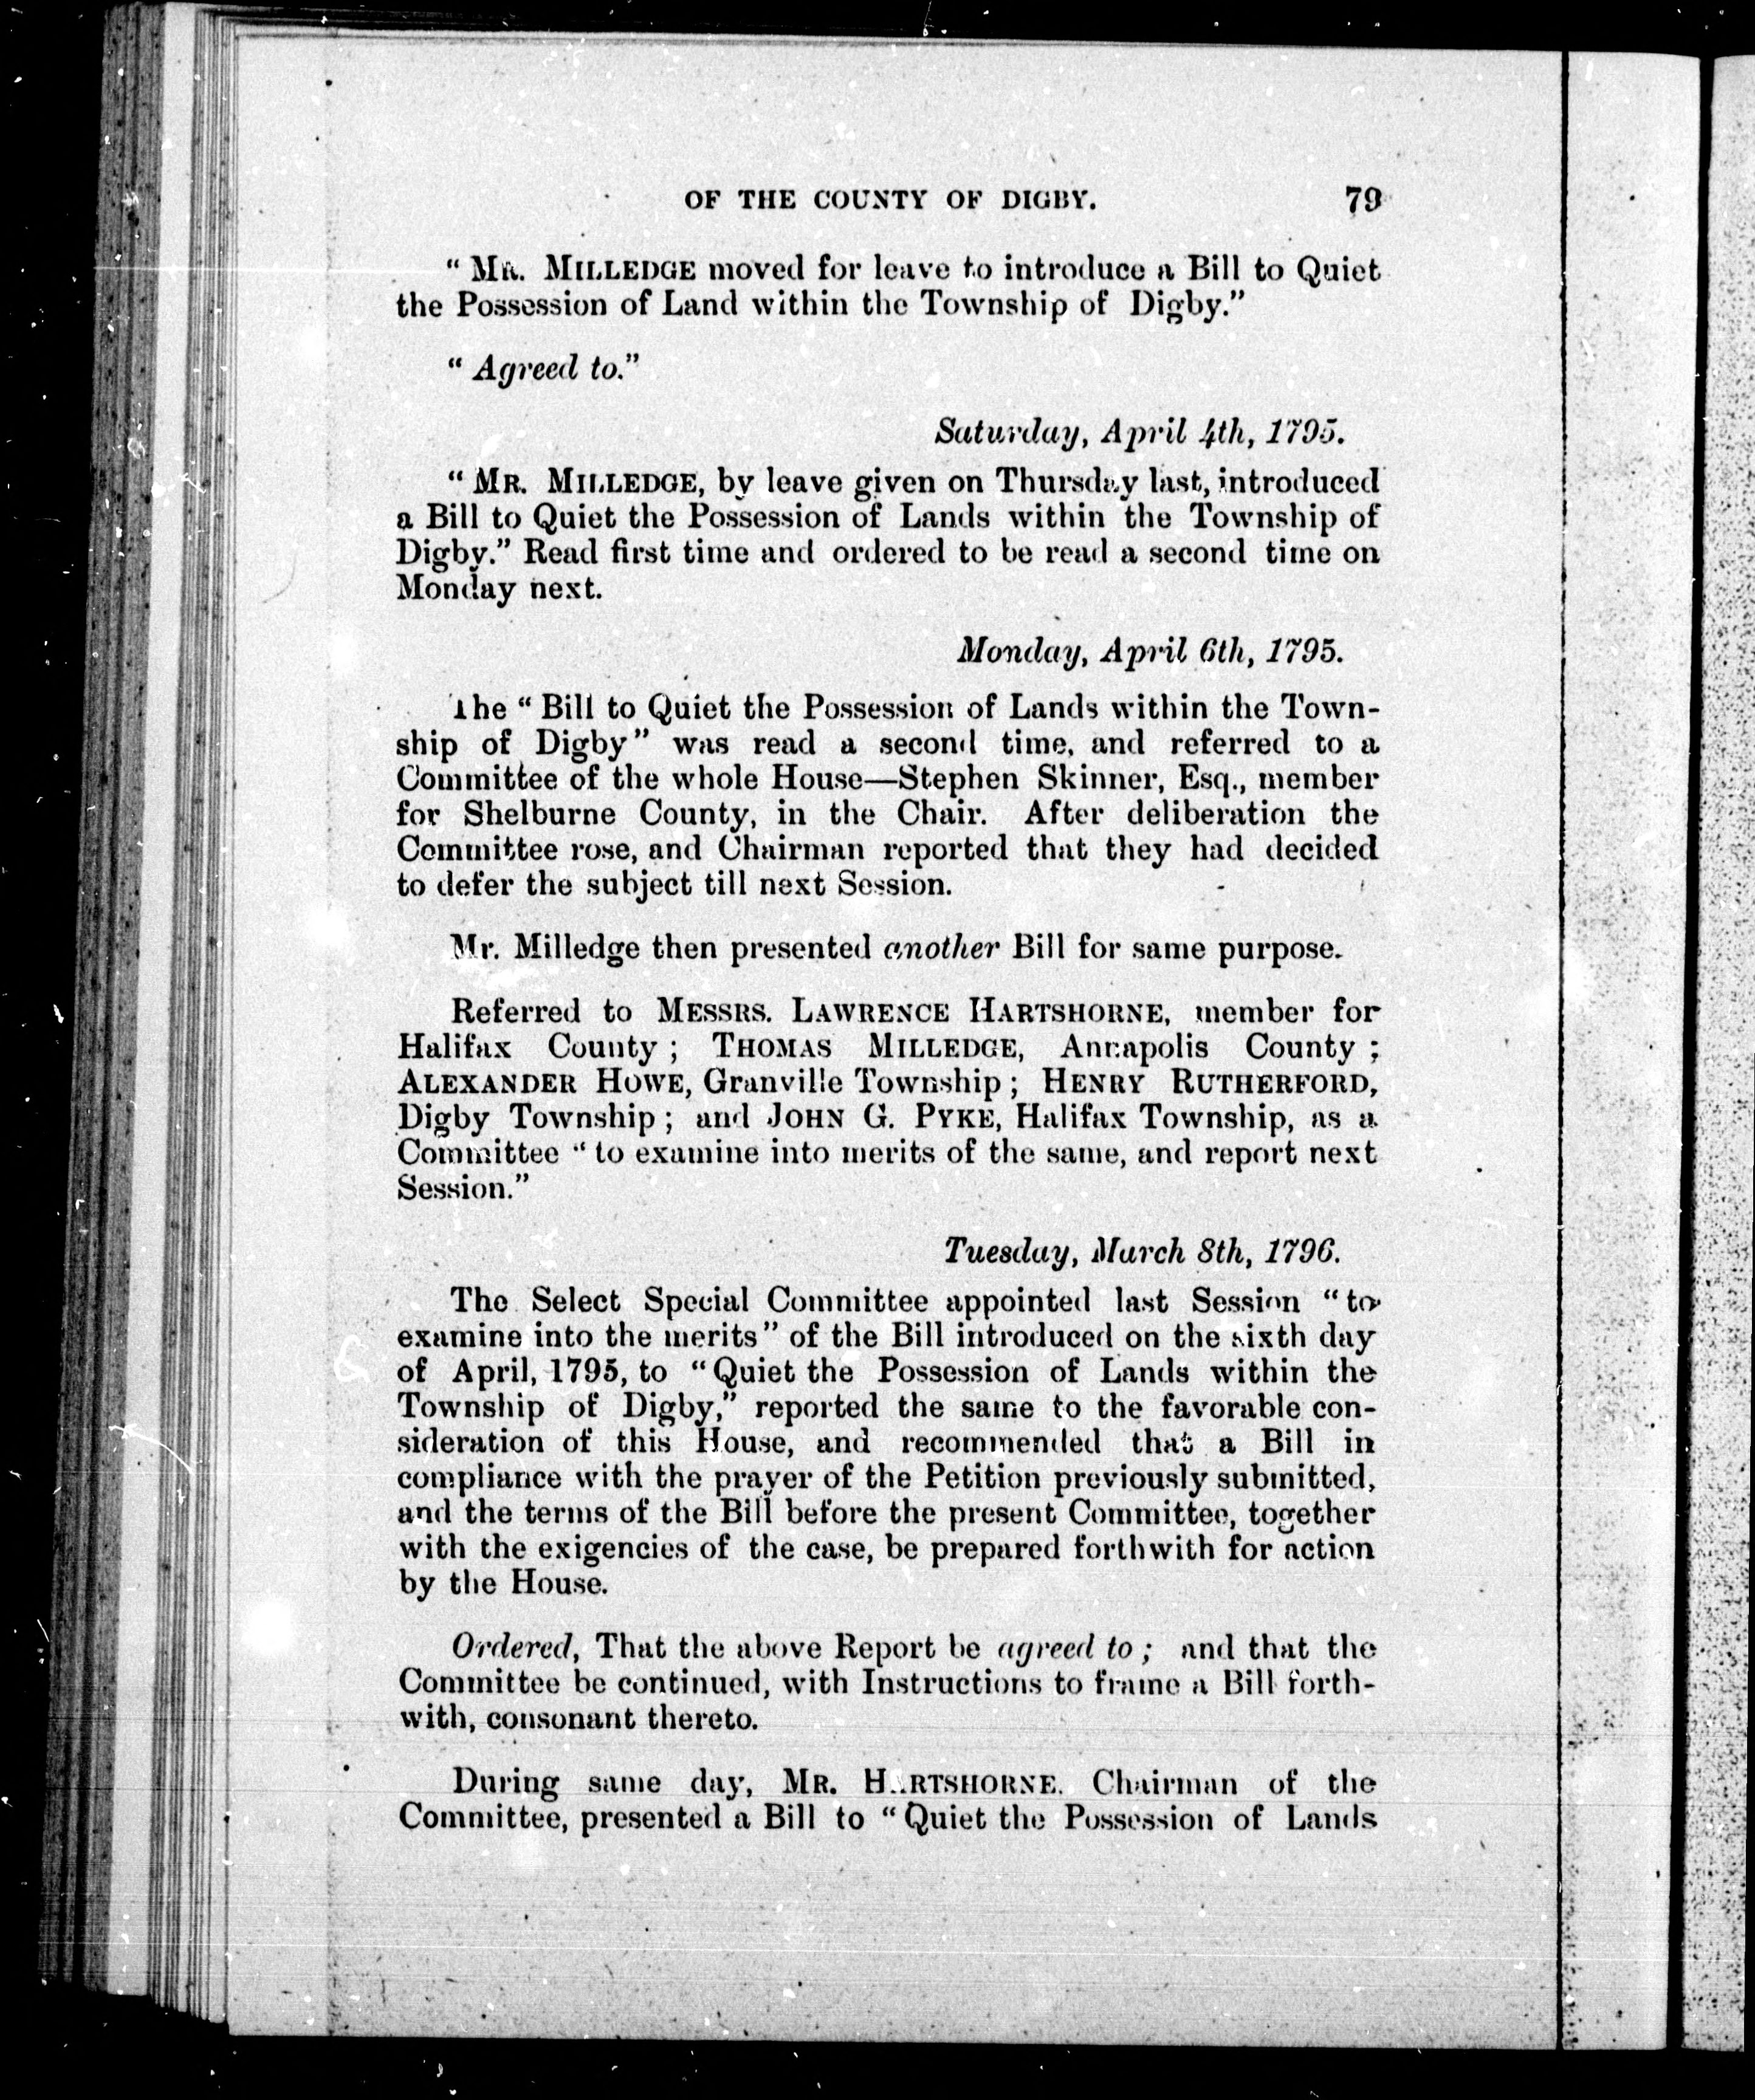 OF THE COUNTY OF DIGBY. 79
“ MR. MILLEDGE moved for leave to introduce a Bill to Quiet
the Possession of Land within the Township of Digby.”
“ Agreed to.”
Saturday, April 4th, 1795.
“ MR. MILLEDGE, by leave given on Thursday last, introduced
a Bill to Quiet the Possession of Lands within the Township of
Digby.” Read first time and ordered to be read a second time on
Monday next.
Monday, April 6th, 1795.
The “ Bill to Quiet the Possession of Lands within the Town-
ship of Digby” was read a second time, and referred to a
Committee of the whole House—Stephen Skinner, Esq., member
for Shelburne County, in the Chair. After deliberation the
Committee rose, and Chairman reported that they had decided
to defer the subject till next Session.
Mr. Milledge then presented another Bill for same purpose.
Referred to MESSRS. LAWRENCE HARTSHORNE, member for
Halifax County ; THOMAS MILLEDGE, Annapolis County ;
ALEXANDER HOWE, Granville Township ; HENRY RUTHERFORD,
Digby Township ; and JOHN G. PYKE, Halifax Township, as a
Committee “ to examine into merits of the same, and report next
Session.”
Tuesday, March 8th, 1796.
The Select Special Committee appointed last Session “ to
examine into the merits” of the Bill introduced on the sixth day
of April, 1795, to “Quiet the Possession of Lands within the
Township of Digby,” reported the same to the favorable con-
sideration of this House, and recommended that a Bill in
compliance with the prayer of the Petition previously submitted,
and the terms of the Bill before the present Committee, together
with the exigencies of the case, be prepared forthwith for action
by the House.
Ordered, That the above Report be agreed to ; and that the
Committee be continued, with Instructions to frame a Bill forth-
with, consonant thereto.
During same day, MR. HARTSHORNE. Chairman of the
Committee, presented a Bill to “ Quiet the Possession of Lands